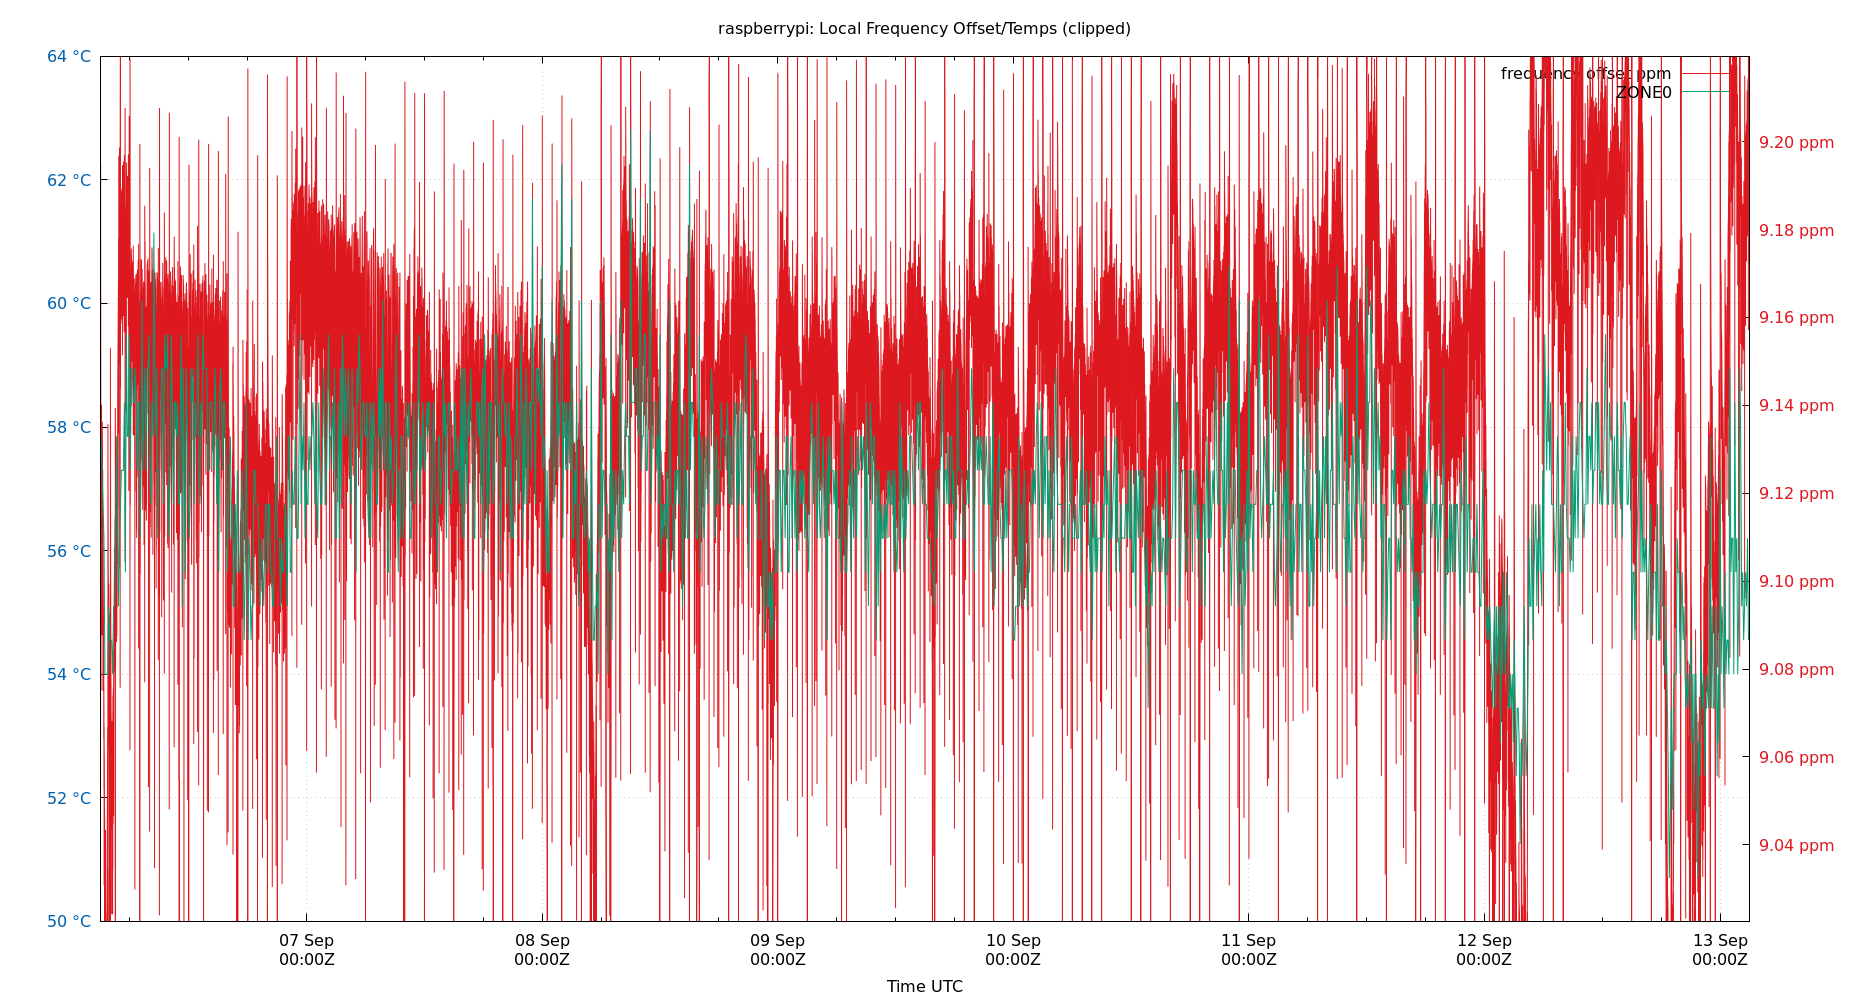 raspberrypi: Local Frequency Offset/Temps (clipped)
64 °C
62 °C
60 °C
58 °C
56 °C
54 °C
52 °C
50 °C
frequency offset ppm
ZONE0
9.20 ppm
9.18 ppm
9.16 ppm
9.14 ppm
9.12 ppm
9.10 ppm
9.08 ppm
9.06 ppm
9.04 ppm
07 Sep
00:00Z
08 Sep
00:00Z
09 Sep
00:00Z
10 Sep
00:00Z
11 Sep
00:00Z
12 Sep
00:00Z
13 Sep
00:00Z
Time UTC